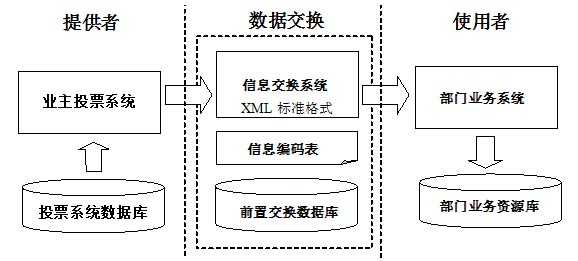 提供者
数据交换
使用者
业主投票系统
信息交换系统
XML 标准格式
部门业务系统
信息编码表
投票系统数据库
前置交换数据库
部门业务资源库